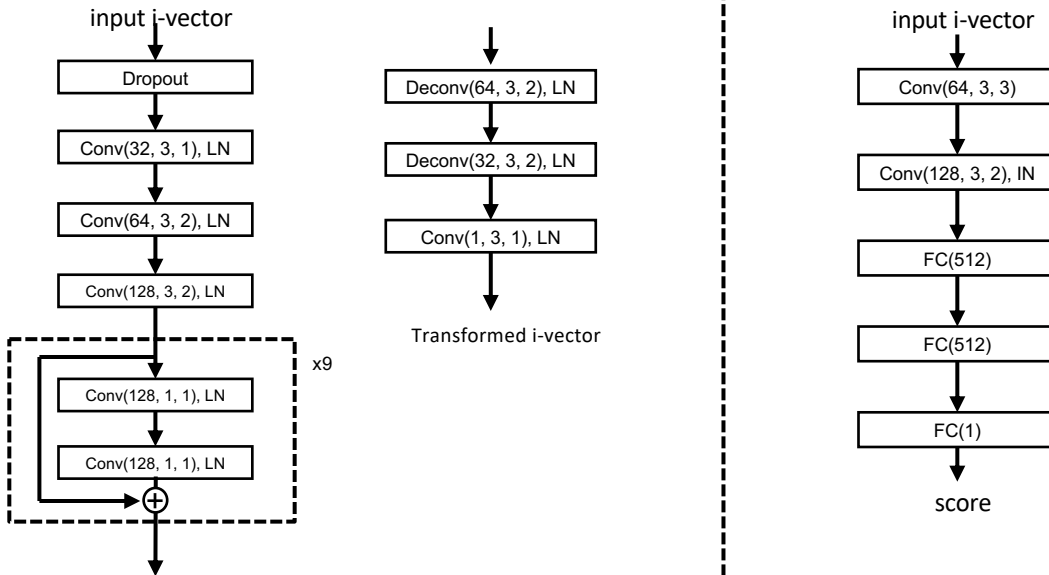 input i-vector
Dropout
Conv(32, 3, 1), LN
Conv(64, 3, 2), LN
Conv(128, 3, 2), LN
x9
Conv(128, 1, 1), LN
Conv(128, 1, 1), LN
Deconv(64, 3, 2), LN
Deconv(32, 3, 2), LN
Conv(1, 3, 1), LN
Transformed i-vector
input i-vector
Conv(64, 3, 3)
Conv(128, 3, 2), IN
FC(512)
FC(512)
FC(1)
score